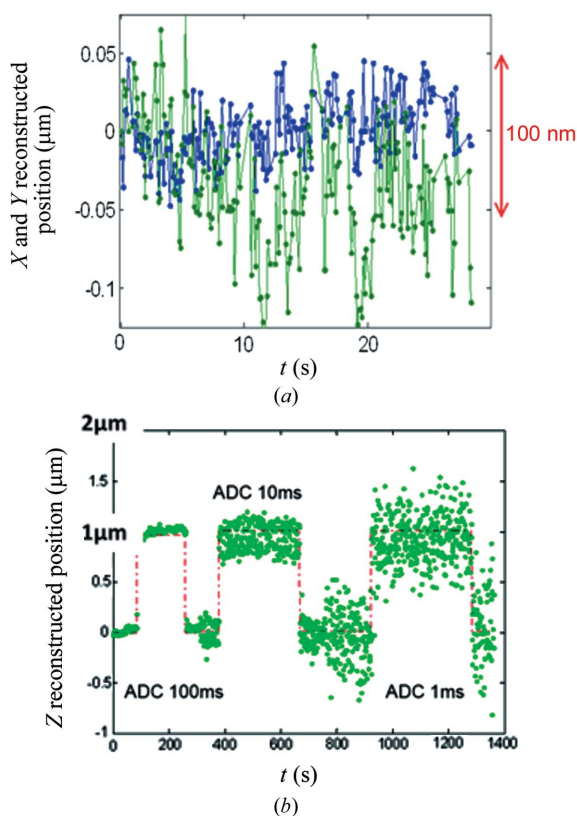 0.05
0
-0.05
-0.1
X and Y reconstructed
position (μm)
100 nm
0
10
20
t (s)
(a)
2μm
1.5
1μm
0.5
0
-0.5
-1
Z reconstructed position (μm)
ADC 10ms
ADC 100ms
ADC 1ms
0
200
400
600
800
1000
1200
1400
t (s)
(b)